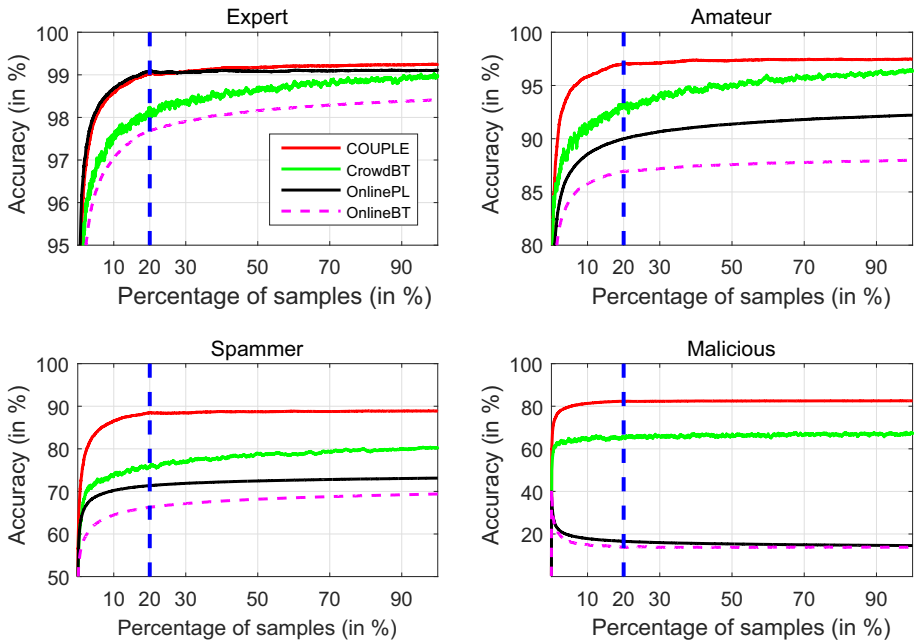 Expert
Accuracy (in %)
100
99
98
97
96
95
COUPLE
CrowdBT
OnlinePL
OnlineBT
10 20 30 50 70 90
Percentage of samples (in %)
Amateur
Accuracy (in %)
100
95
90
85
80
10 20 30 50 70 90
Percentage of samples (in %)
Spammer
Accuracy (in %)
100
90
80
70
60
50
10 20 30 50 70 90
Percentage of samples (in %)
Malicious
Accuracy (in %)
100
80
60
40
20
10 20 30 50 70 90
Percentage of samples (in %)